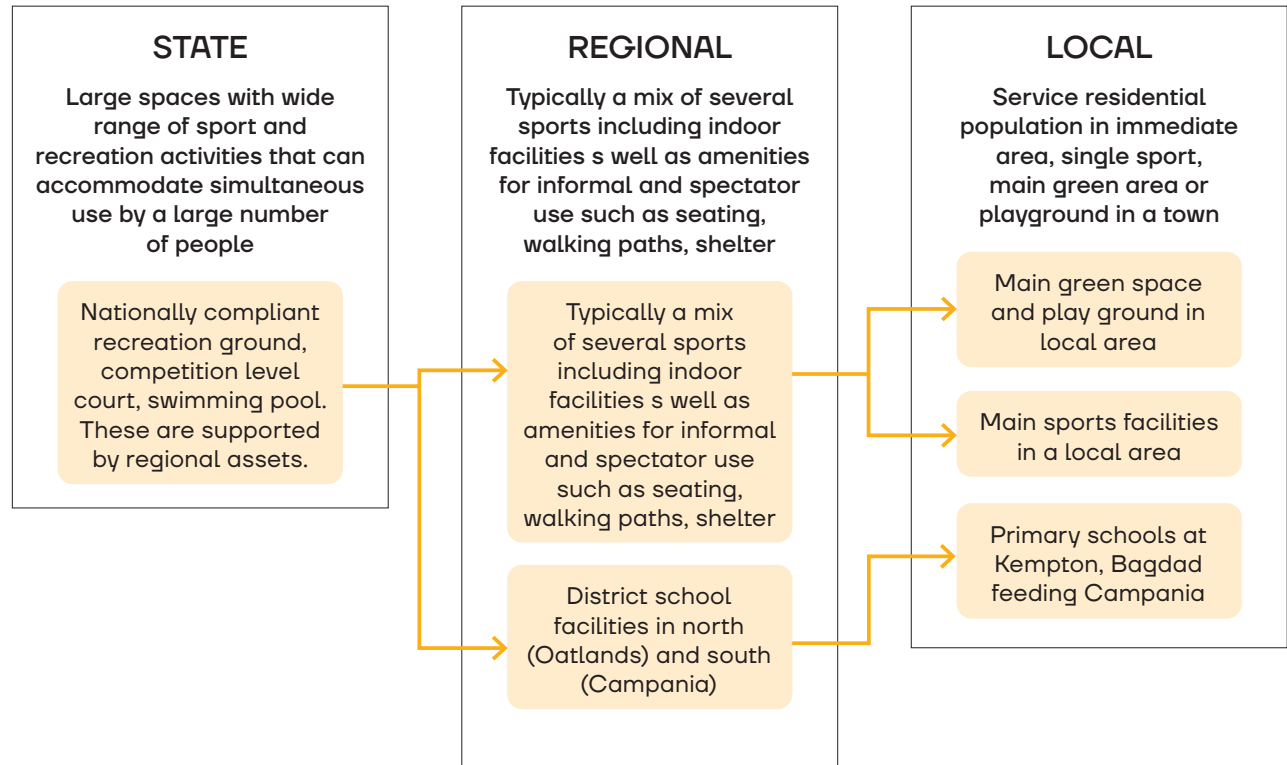 STATE
Large spaces with wide
range of sport and
recreation activities that can
accommodate simultaneous
use by a large number
of people
Nationally compliant
recreation ground,
competition level
court, swimming pool.
These are supported
by regional assets.
REGIONAL
Typically a mix of several
sports including indoor
facilities s well as amenities
for informal and spectator
use such as seating,
walking paths, shelter
Typically a mix
of several sports
including indoor
facilities s well as
amenities for informal
and spectator use
such as seating,
walking paths, shelter
District school
facilities in north
(Oatlands) and south
(Campania)
LOCAL
Service residential
population in immediate
area, single sport,
main green area or
playground in a town
Main green space
and play ground in
local area
Main sports facilities
in a local area
Primary schools at
Kempton, Bagdad
feeding Campania